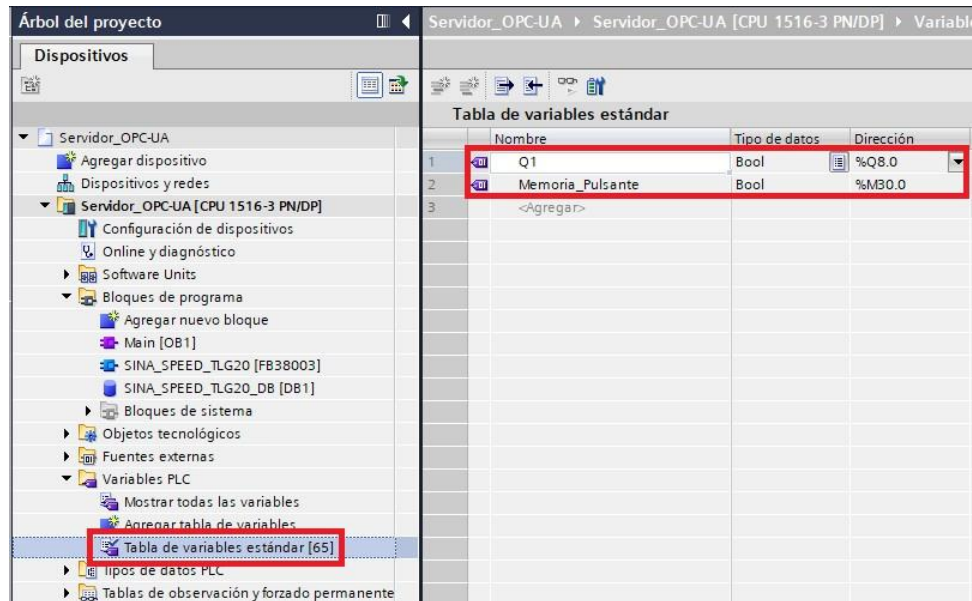 Árbol del proyecto
Dispositivos
Servidor_OPC-UA
Agregar dispositivo
Dispositivos y redes
Servidor_OPC-UA [CPU 1516-3 PN/DP]
Configuración de dispositivos
Online y diagnóstico
Software Units
Bloques de programa
Agregar nuevo bloque
Main [OB1]
SINA_SPEED_TLG20 [FB38003]
SINA_SPEED_TLG20_DB [DB1]
Bloques de sistema
Objetos tecnológicos
Fuentes externas
Variables PLC
Mostrar todas las variables
Agregar tabla de variables
Tabla de variables estándar [65]
Tipos de datos PLC
Tablas de observación y forzado permanente
Servidor_OPC-UA Servidor_OPC-UA [CPU 1516-3 PN/DP] Variabl
Tabla de variables estándar
Nombre Tipo de datos Dirección
1 Q1 Bool %Q8.0
2 Memoria_Pulsante Bool %M30.0
3 <Agregar>